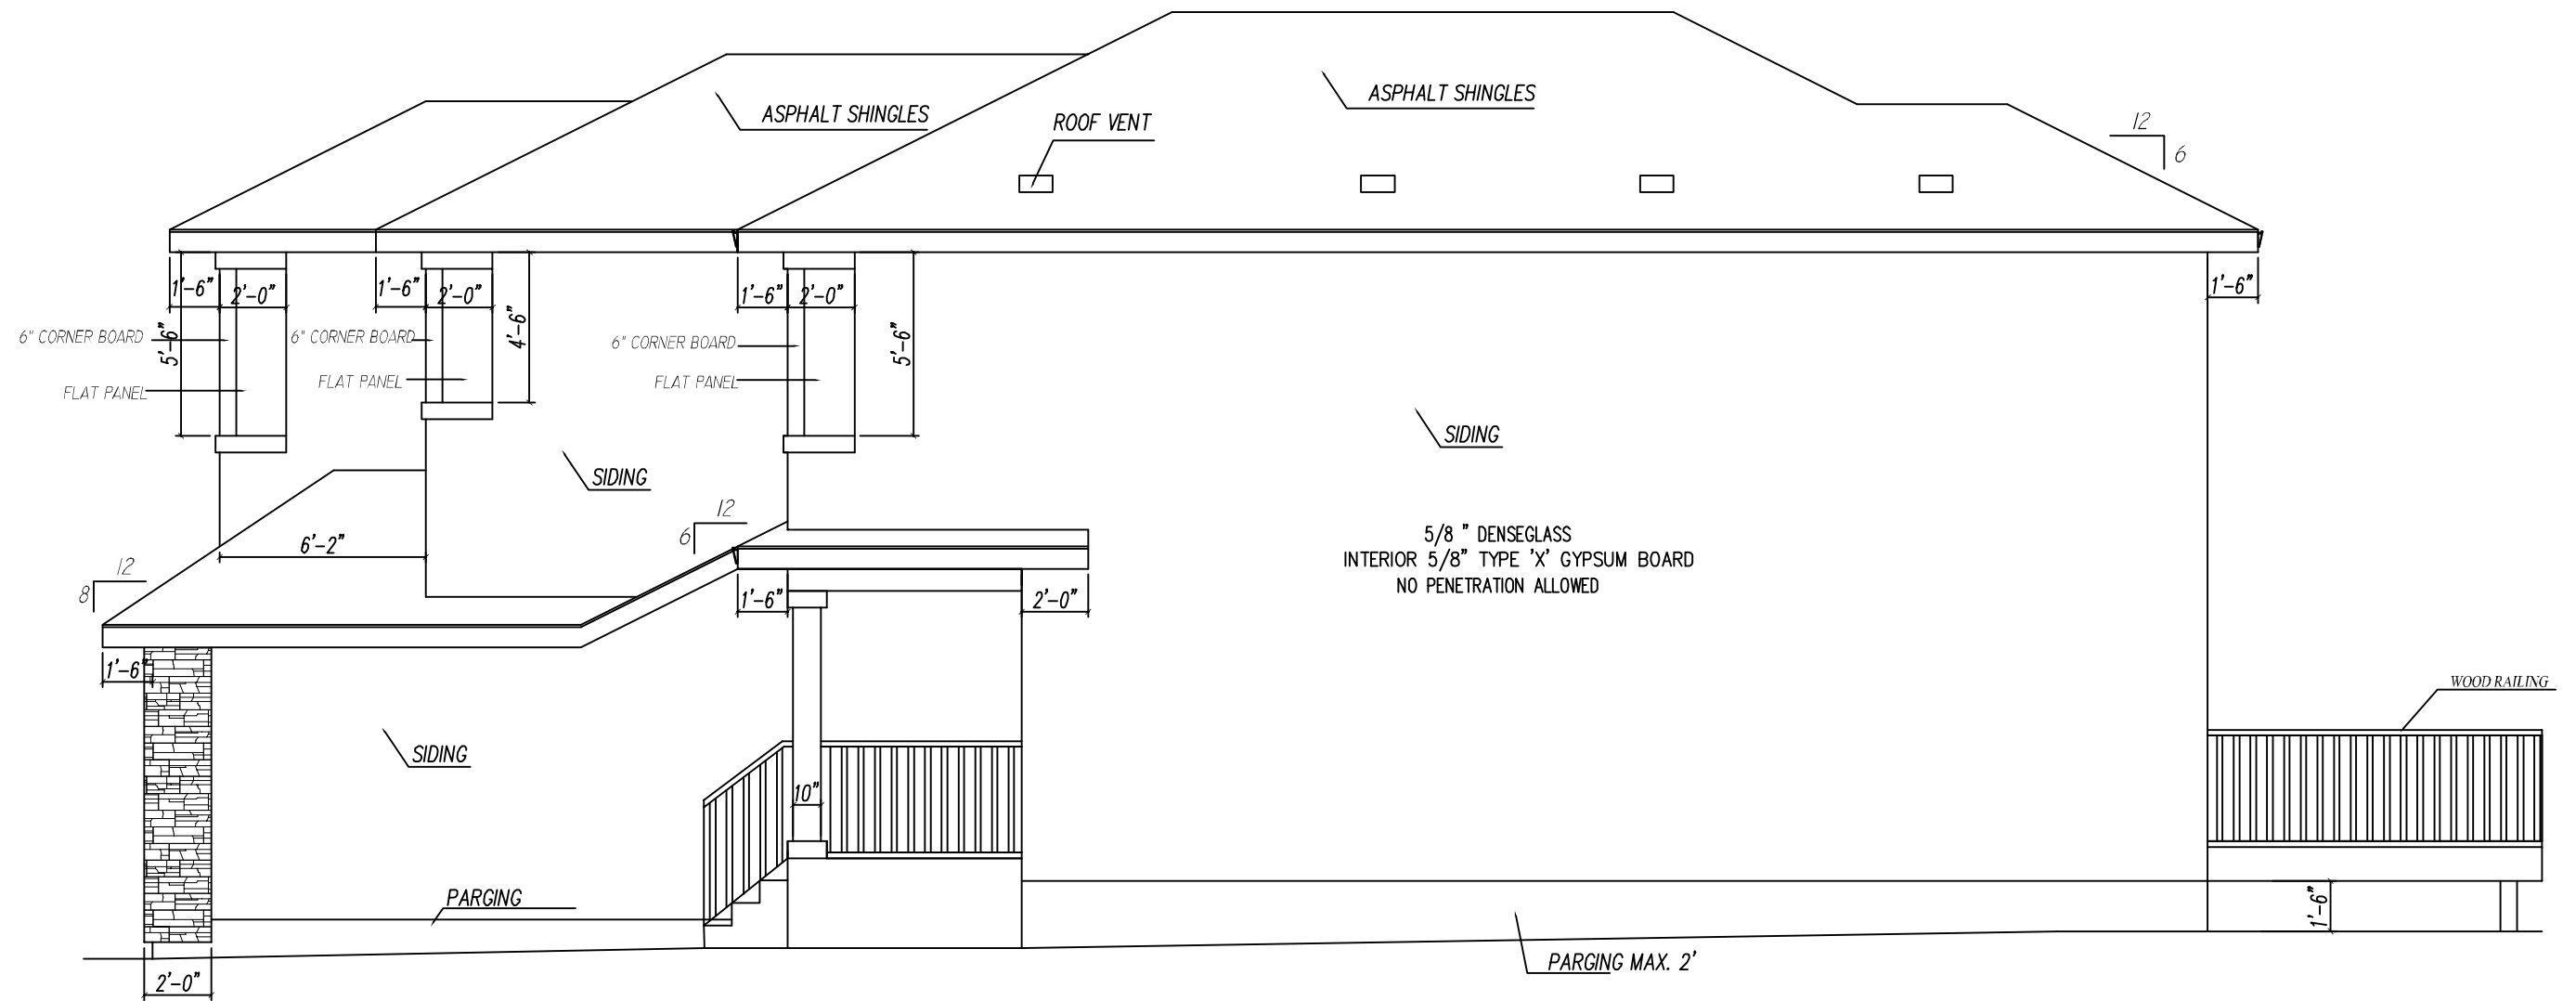 ASPHALT SHINGLES
ASPHALT SHINGLES
ROOF VENT
12
6
1'-6"
2'-0"
1'-6"
2'-0"
1'-6"
2'-0"
1'-6"
6" CORNER BOARD
5'-6"
6" CORNER BOARD
4'-6"
6" CORNER BOARD
5'-6"
FLAT PANEL
FLAT PANEL
FLAT PANEL
SIDING
SIDING
12
6
6'-2"
5/8 " DENSEGLASS
INTERIOR 5/8" TYPE 'X' GYPSUM BOARD
NO PENETRATION ALLOWED
12
8
1'-6"
2'-0"
1'-6"
WOOD RAILING
SIDING
10"
PARGING
1'-6"
PARGING MAX. 2'
2'-0"